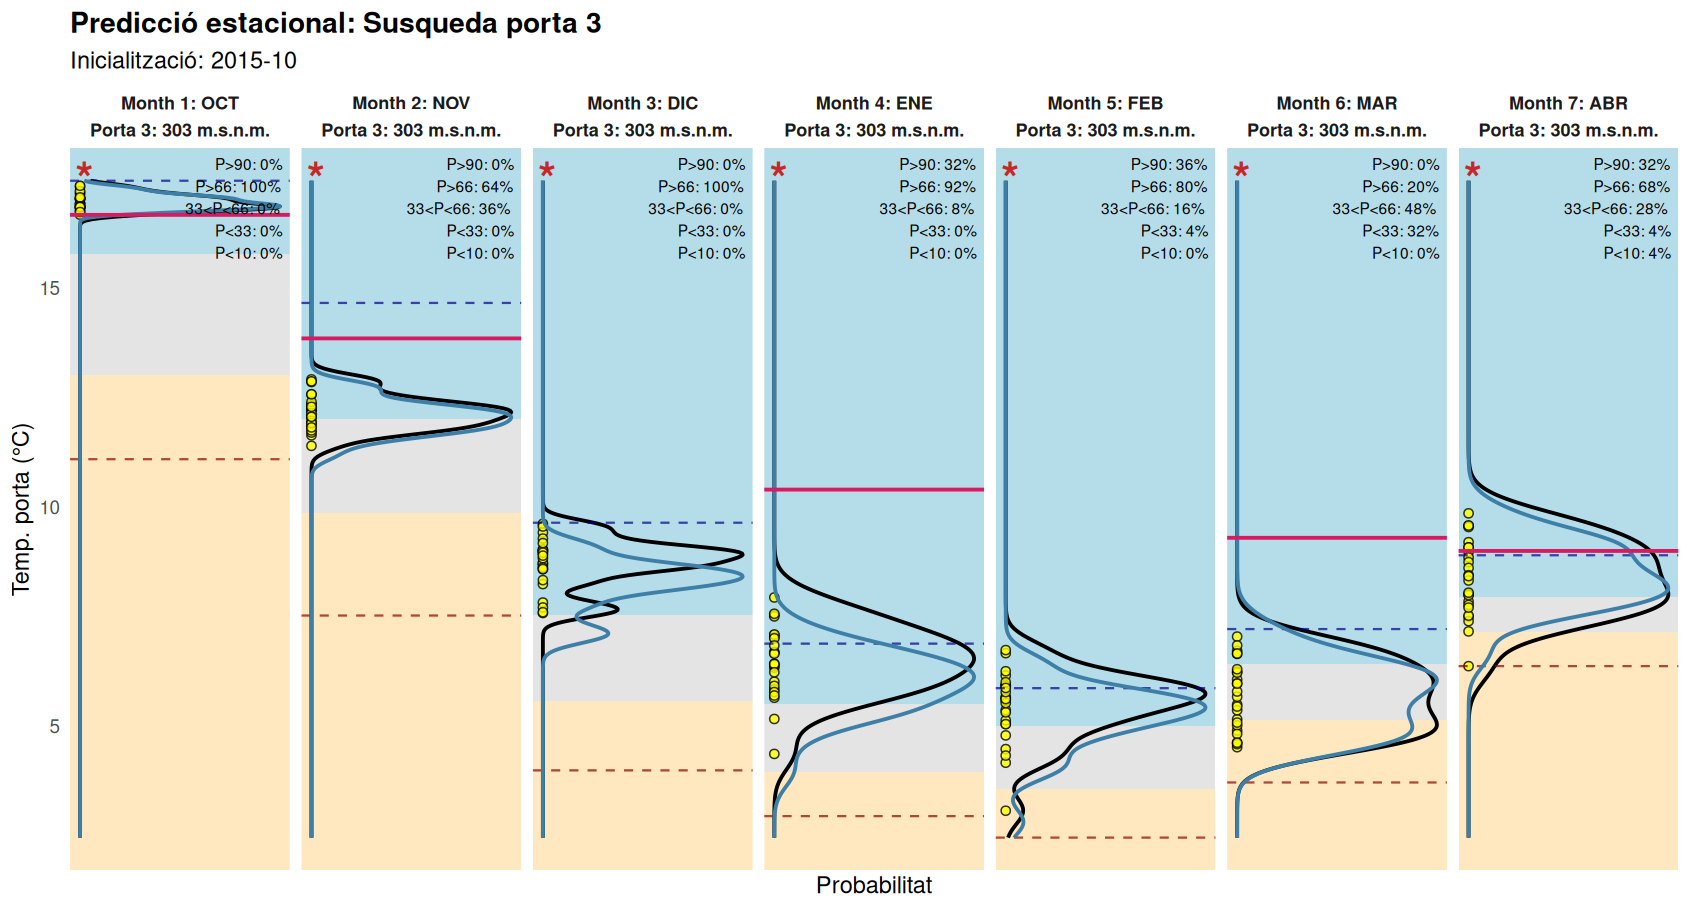 Predicció estacional: Susqueda porta 3
Inicialització: 2015-10
Month 1: OCT
Porta 3: 303 m.s.n.m.
Month 2: NOV
Porta 3: 303 m.s.n.m.
Month 3: DIC
Porta 3: 303 m.s.n.m.
Month 4: ENE
Porta 3: 303 m.s.n.m.
Month 5: FEB
Porta 3: 303 m.s.n.m.
Month 6: MAR
Porta 3: 303 m.s.n.m.
Month 7: ABR
Porta 3: 303 m.s.n.m.
*
P>90: 0%
P>66: 100%
33<P<66: 0%
P<33: 0%
P<10: 0%
*
P>90: 0%
P>66: 64%
33<P<66: 36%
P<33: 0%
P<10: 0%
*
P>90: 0%
P>66: 100%
33<P<66: 0%
P<33: 0%
P<10: 0%
*
P>90: 32%
P>66: 92%
33<P<66: 8%
P<33: 0%
P<10: 0%
*
P>90: 36%
P>66: 80%
33<P<66: 16%
P<33: 4%
P<10: 0%
*
P>90: 0%
P>66: 20%
33<P<66: 48%
P<33: 32%
P<10: 0%
*
P>90: 32%
P>66: 68%
33<P<66: 28%
P<33: 4%
P<10: 4%
15
10
5
Temp. porta (°C)
Probabilitat